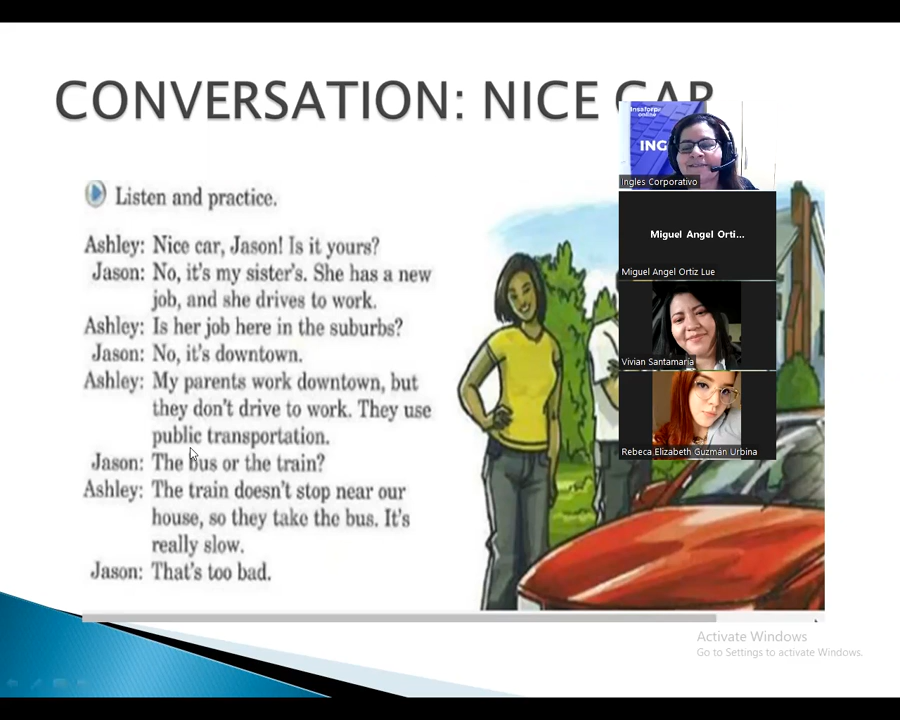 CONVERSATION: NICE CAR
Listen and practice.
Ashley: Nice car, Jason! Is it yours?
Jason: No, it's my sister's. She has a new
job, and she drives to work.
Ashley: Is her job here in the suburbs?
Jason: No, it's downtown.
Ashley: My parents work downtown, but
they don't drive to work. They use
public transportation.
Jason: The bus or the train?
Ashley: The train doesn't stop near our
house, so they take the bus. It's
really slow.
Jason: That's too bad.
online
ING
Ingles Corporativo
Miguel Angel Orti...
Miguel Angel Ortiz Lue
Vivian Santamaria
Rebeca Elizabeth Guzmán Urbina
Activate Windows
Go to Settings to activate Windows.